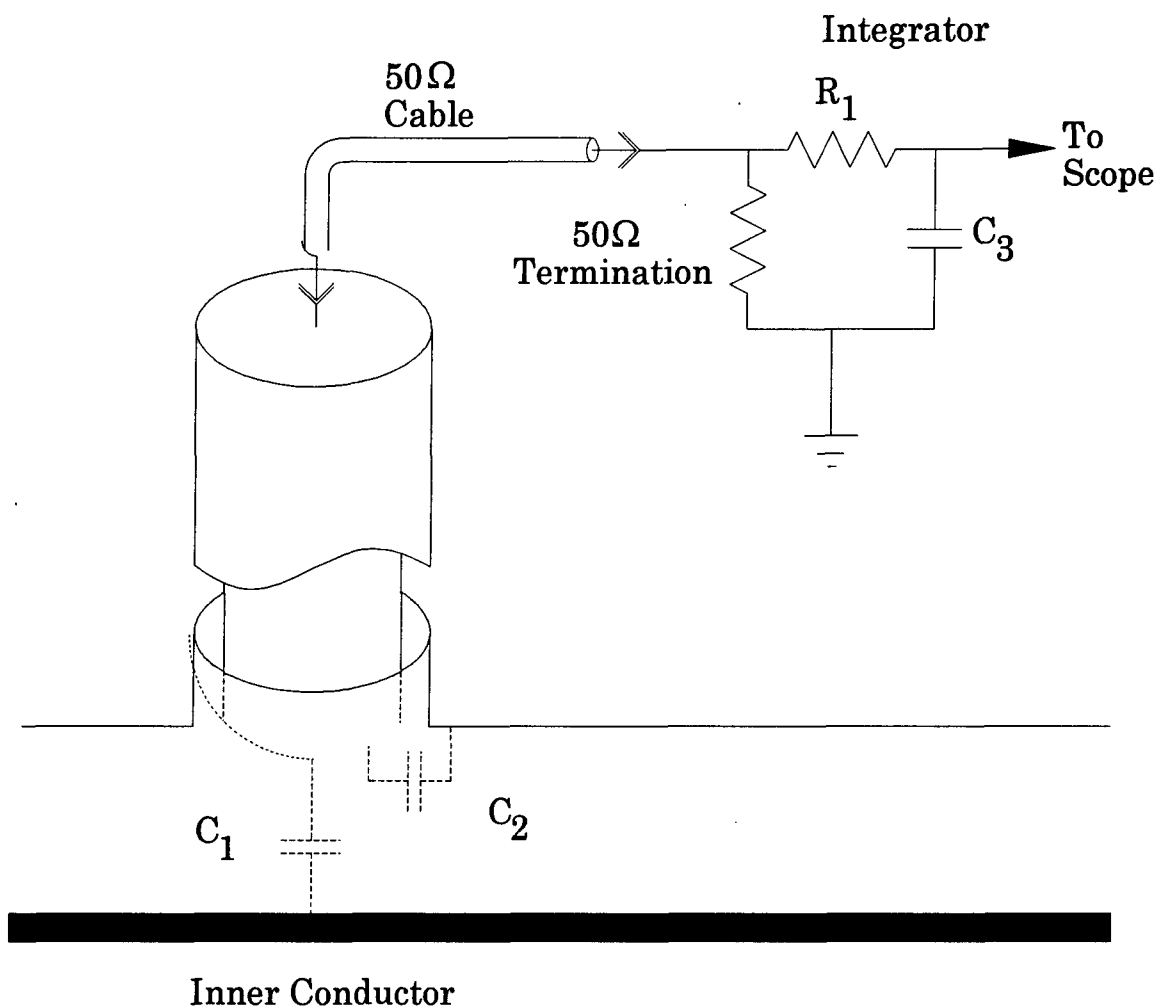 Integrator
50Ω
Cable
R1
To
Scope
50Ω
Termination
C3
C1
C2
Inner Conductor